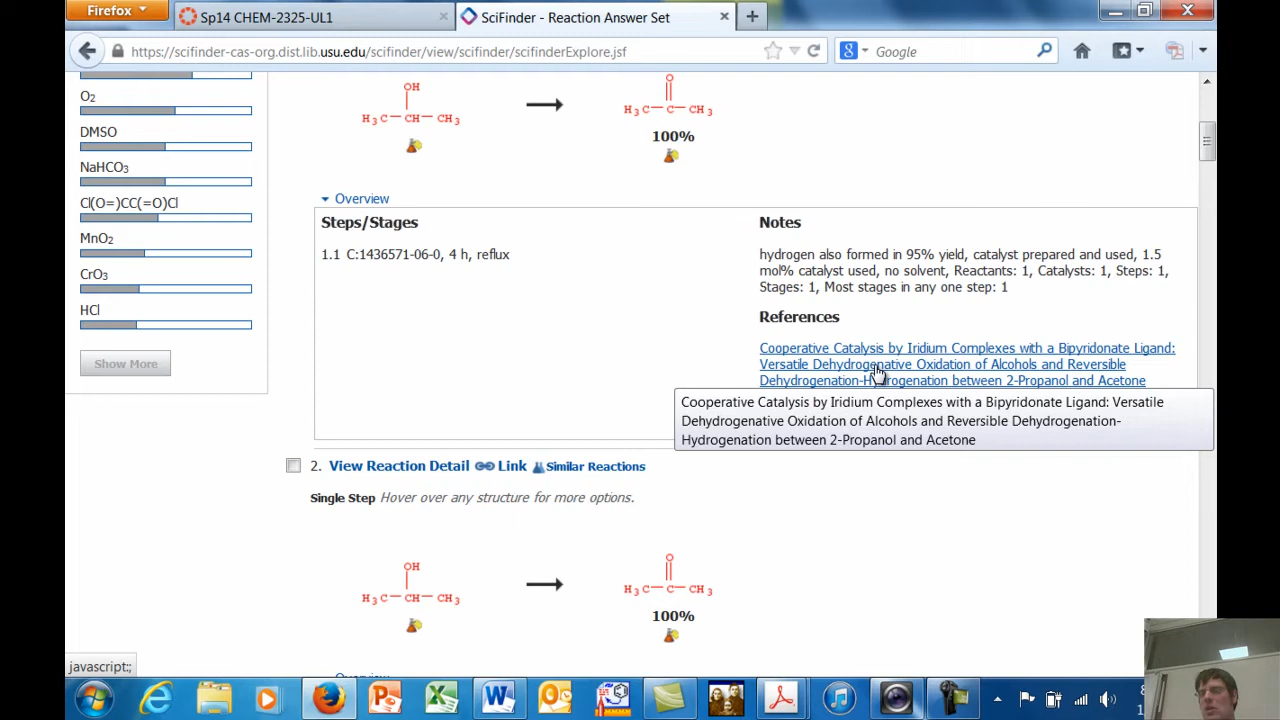 Firefox
Sp14 CHEM-2325-UL1
SciFinder - Reaction Answer Set
https://scifinder-cas-org.dist.lib.usu.edu/scifinder/view/scifinder/scifinderExplore.jsf
Google
O2
DMSO
NaHCO3
Cl(O=)CC(=O)Cl
MnO2
CrO3
HCl
Show More
OH
H3C—CH—CH3
O
H3C—C—CH3
100%
Overview
Steps/Stages
1.1 C:1436571-06-0, 4 h, reflux
Notes
hydrogen also formed in 95% yield, catalyst prepared and used, 1.5
mol% catalyst used, no solvent, Reactants: 1, Catalysts: 1, Steps: 1,
Stages: 1, Most stages in any one step: 1
References
Cooperative Catalysis by Iridium Complexes with a Bipyridonate Ligand:
Versatile Dehydrogenative Oxidation of Alcohols and Reversible
Dehydrogenation-Hydrogenation between 2-Propanol and Acetone
Cooperative Catalysis by Iridium Complexes with a Bipyridonate Ligand: Versatile
Dehydrogenative Oxidation of Alcohols and Reversible Dehydrogenation-
Hydrogenation between 2-Propanol and Acetone
2. View Reaction Detail Link Similar Reactions
Single Step Hover over any structure for more options.
OH
H3C—CH—CH3
O
H3C—C—CH3
100%
javascript:;